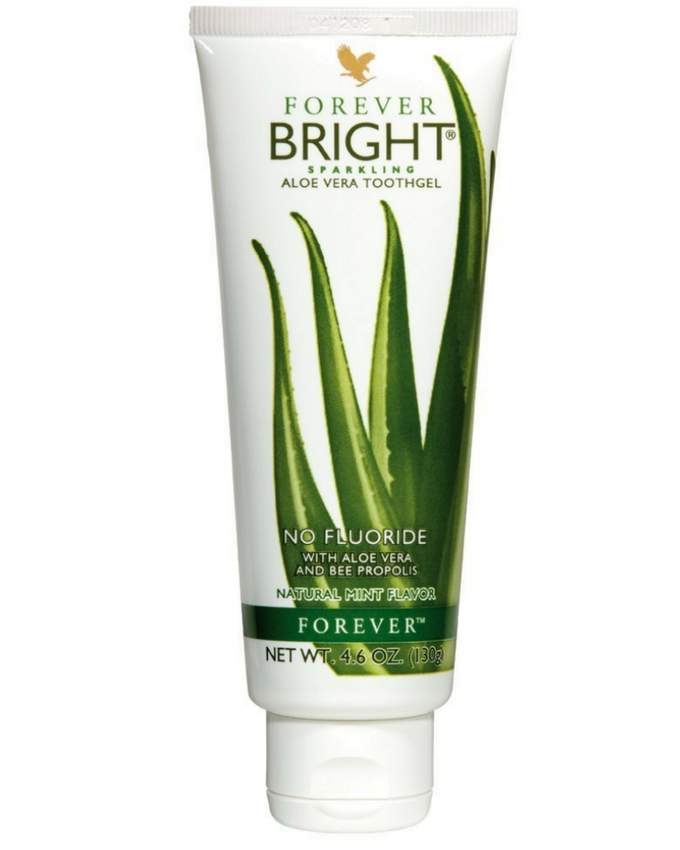 FOREVER
BRIGHT®
SPARKLING
ALOE VERA TOOTHGEL
NO FLUORIDE
WITH ALOE VERA
AND BEE PROPOLIS
NATURAL MINT FLAVOR
FOREVER™
NET WT. 4.6 OZ. (130g)